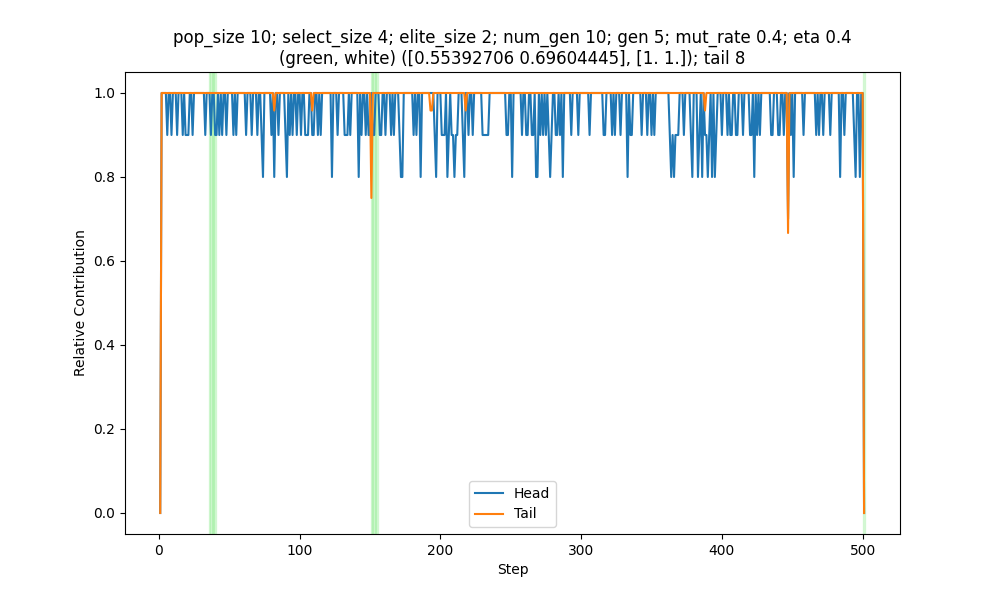 pop_size 10; select_size 4; elite_size 2; num_gen 10; gen 5; mut_rate 0.4; eta 0.4
(green, white) ([0.55392706 0.69604445], [1. 1.]); tail 8
1.0
0.8
0.6
0.4
0.2
0.0
Relative Contribution
Head
Tail
0
100
200
300
400
500
Step